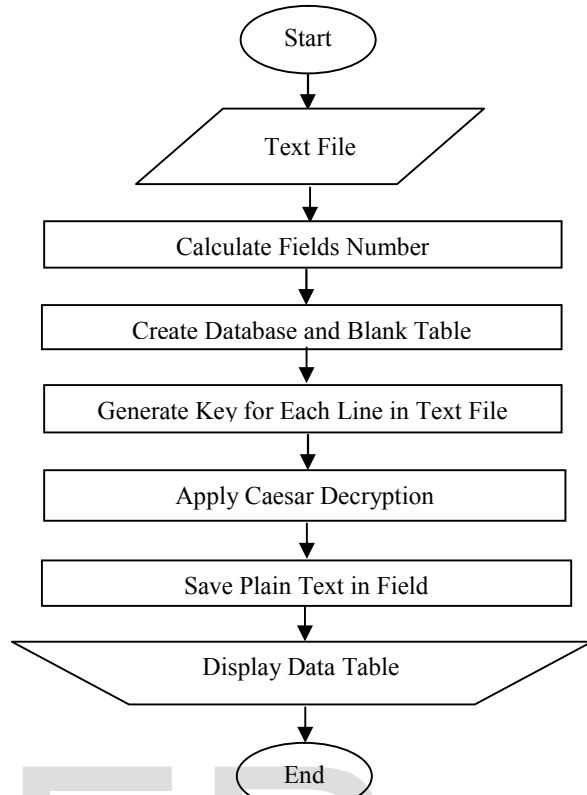 Start
Text File
Calculate Fields Number
Create Database and Blank Table
Generate Key for Each Line in Text File
Apply Caesar Decryption
Save Plain Text in Field
Display Data Table
End